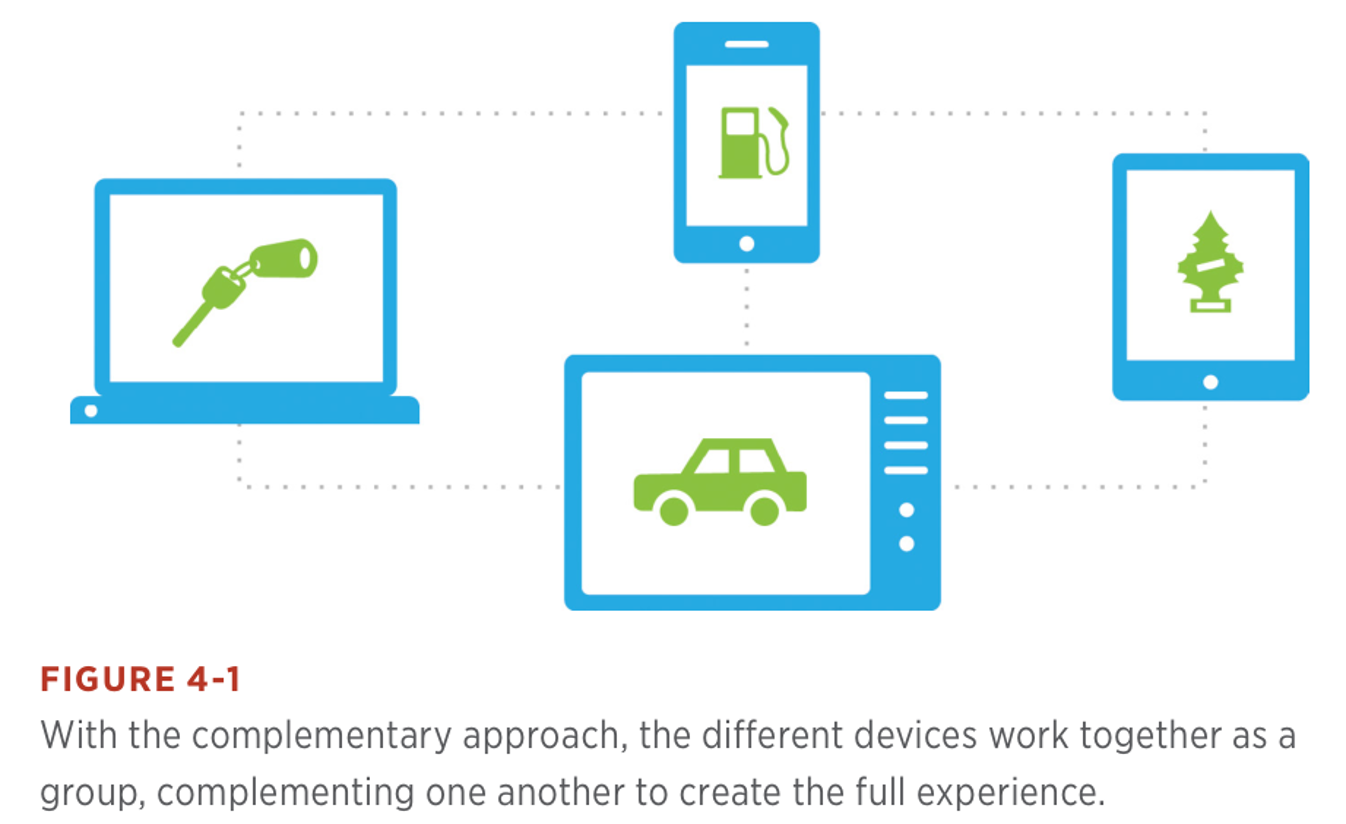 FIGURE 4-1
With the complementary approach, the different devices work together as a
group, complementing one another to create the full experience.